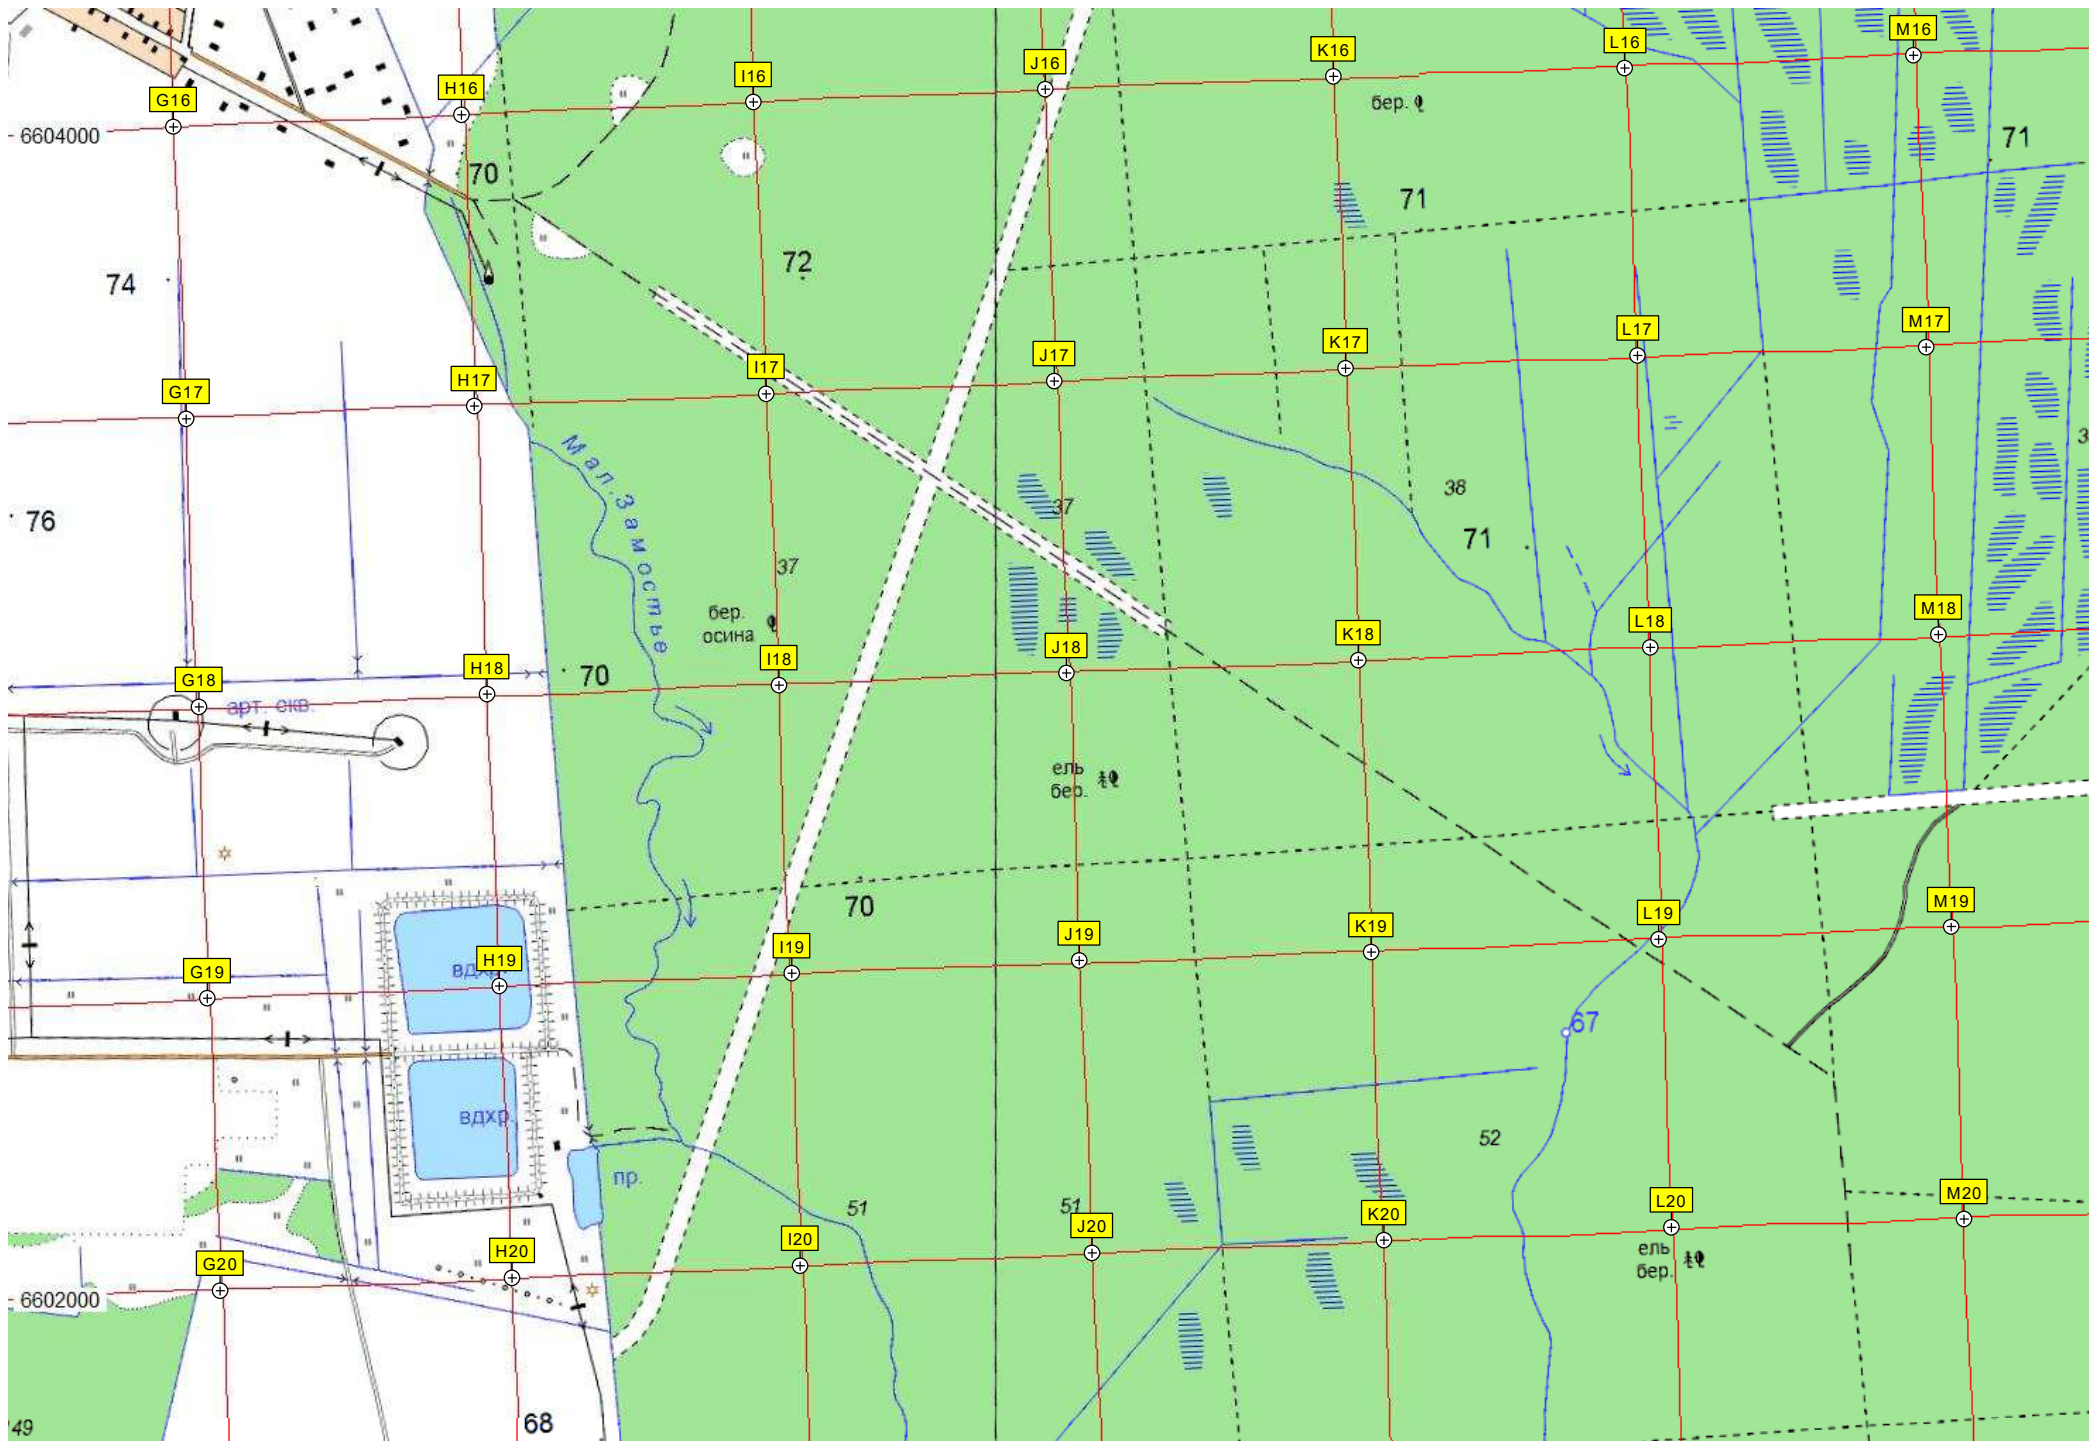 M16
L16
K16
J16
I16
H16
G16
бер.
6604000
71
70
71
72
74
M17
L17
K17
J17
I17
H17
G17
3
Мал. Замостье
38
37
76
71
37
бер.
осина
M18
L18
K18
J18
I18
H18
G18
70
арт. скв.
ель
бер.
70
M19
L19
K19
J19
I19
H19
G19
вдхр.
67
вдхр.
52
пр.
51
51
M20
L20
K20
J20
I20
H20
G20
ель
бер.
6602000
49
68